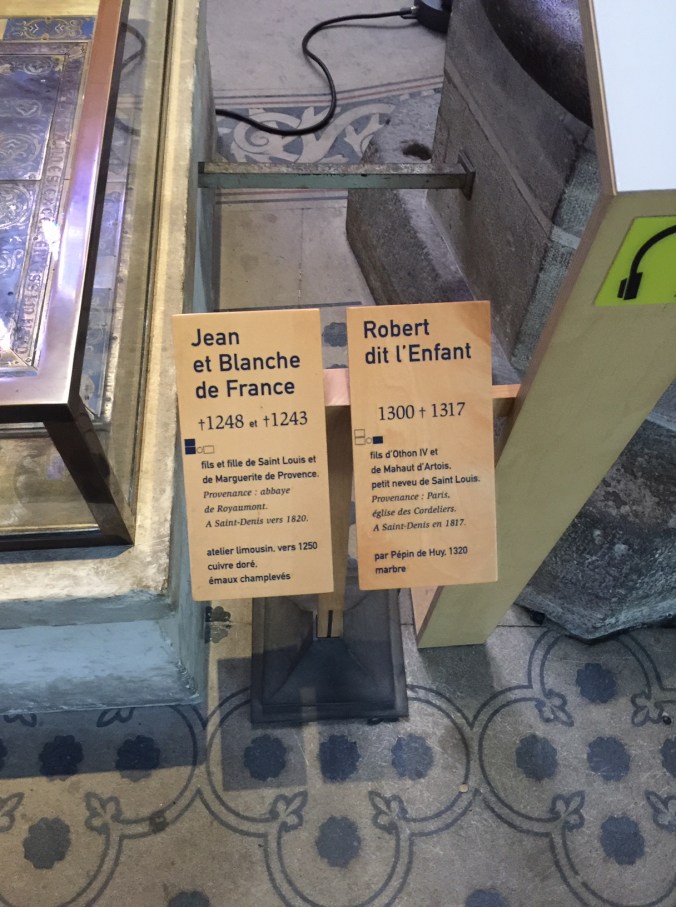 Jean
et Blanche
de France
†1248 et †1243
fils et fille de Saint Louis et
de Marguerite de Provence.
Provenance : abbaye
de Royaumont.
A Saint-Denis vers 1820.
atelier limousin, vers 1250
cuivre doré,
émaux champlevés
Robert
dit l'Enfant
1300 † 1317
fils d'Othon IV et
de Mahaut d'Artois,
petit neveu de Saint Louis.
Provenance : Paris,
église des Cordeliers.
A Saint-Denis en 1817.
par Pépin de Huy, 1320
marbre